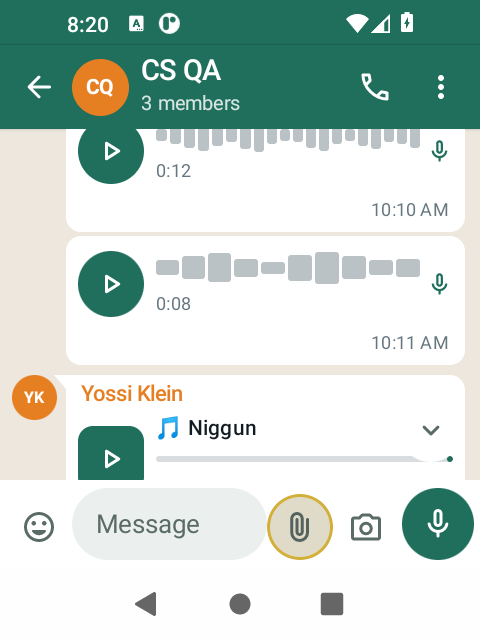 8:20
A
CQ
CS QA
3 members
0:12
10:10 AM
0:08
10:11 AM
YK
Yossi Klein
🎵 Niggun
Message